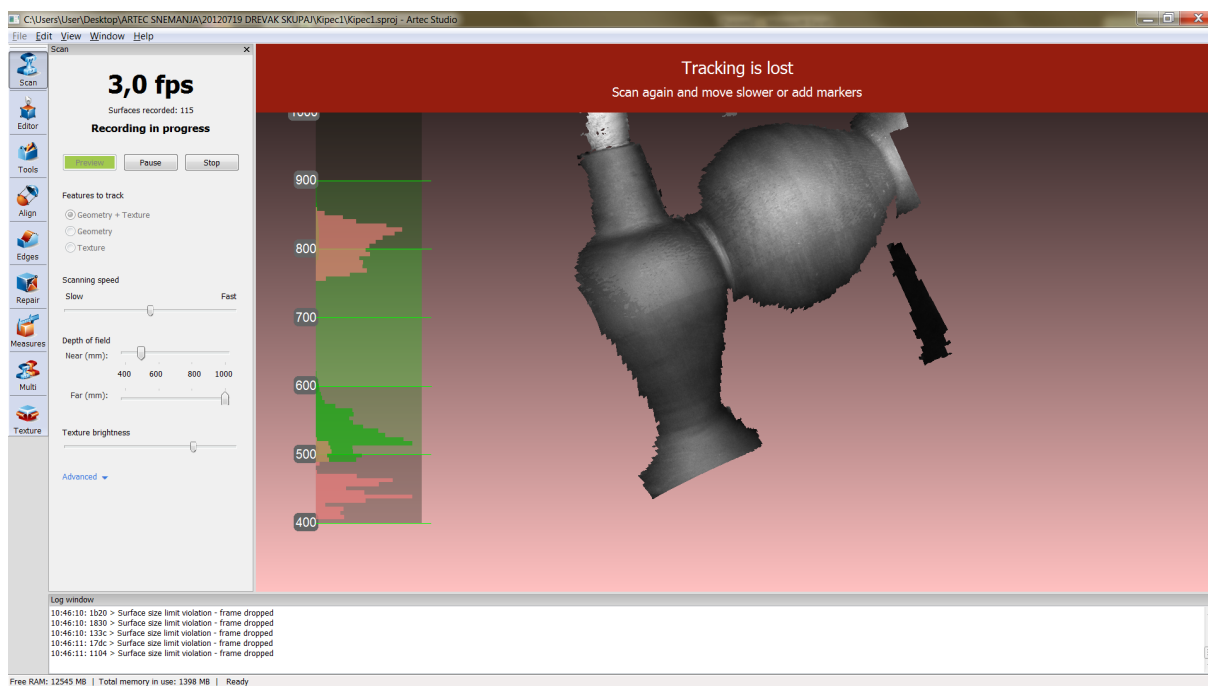 C:\Users\User\Desktop\ARTEC SNEMANJA\20120719 DREVAK SKUPAJ\Kipec1\Kipec1.sproj - Artec Studio
File Edit View Window Help
Scan
Editor
Tools
Align
Edges
Repair
Measures
Multi
Texture
Scan
3,0 fps
Surfaces recorded: 115
Recording in progress
Preview Pause Stop
Features to track
Geometry + Texture
Geometry
Texture
Scanning speed
Slow Fast
Depth of field
Near (mm):
400 600 800 1000
Far (mm):
Texture brightness
Advanced
Tracking is lost
Scan again and move slower or add markers
1000
900
800
700
600
500
400
Log window
10:46:10: 1b20 > Surface size limit violation - frame dropped
10:46:10: 1830 > Surface size limit violation - frame dropped
10:46:10: 133c > Surface size limit violation - frame dropped
10:46:11: 17dc > Surface size limit violation - frame dropped
10:46:11: 1104 > Surface size limit violation - frame dropped
Free RAM: 12545 MB | Total memory in use: 1398 MB | Ready